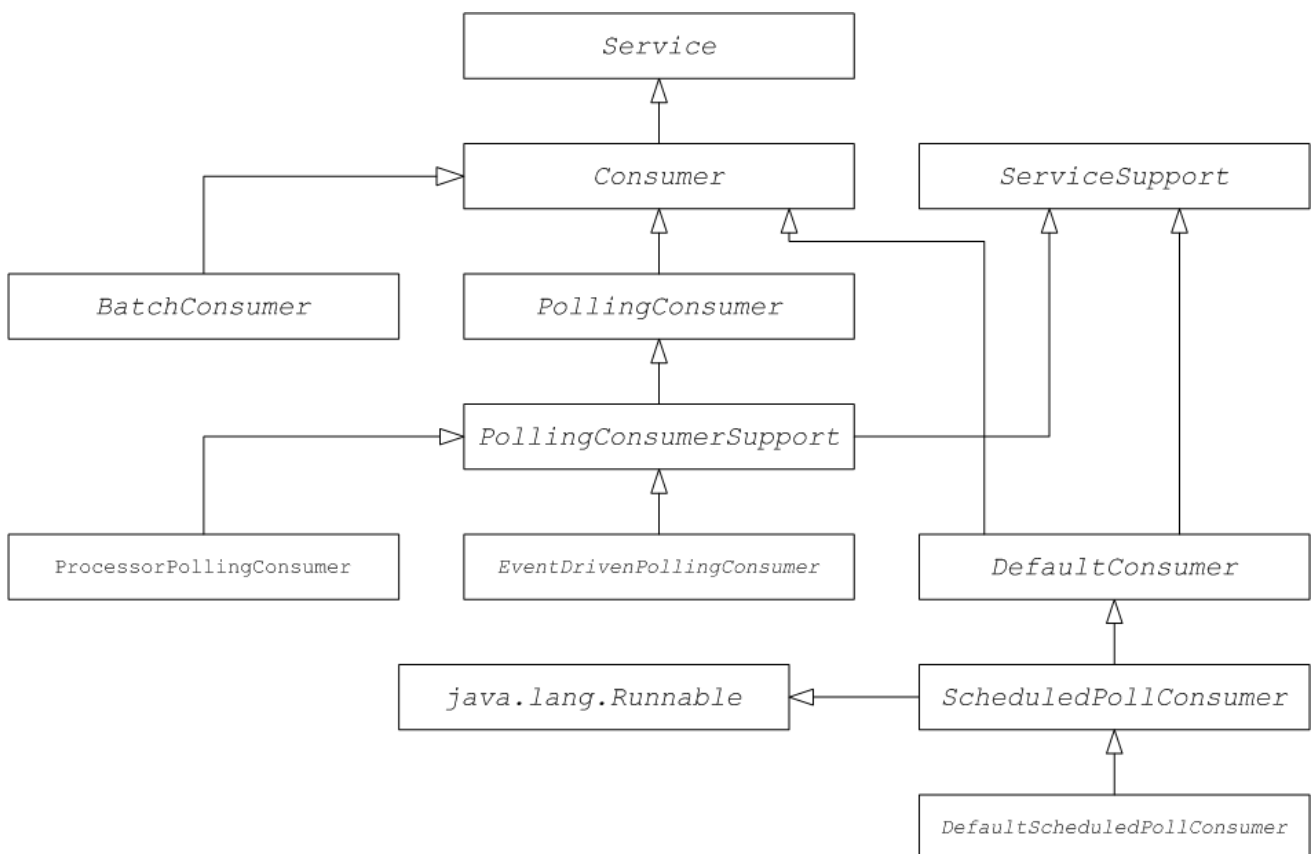 Service
Consumer
ServiceSupport
BatchConsumer
PollingConsumer
PollingConsumerSupport
ProcessorPollingConsumer
EventDrivenPollingConsumer
DefaultConsumer
java.lang.Runnable
ScheduledPollConsumer
DefaultScheduledPollConsumer